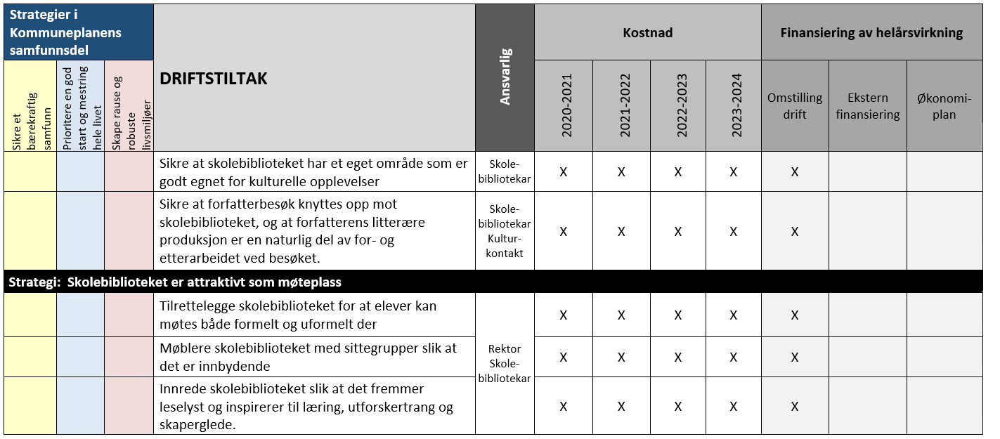 Strategier i
Kommuneplanens
samfunnsdel
Sikre et
bærekraftig
samfunn
Prioritere en god
start og mestring
hele livet
Skape rause og
robuste
livsmiljøer
DRIFTSTILTAK
Ansvarlig
Kostnad
2020-2021
2021-2022
2022-2023
2023-2024
Finansiering av helårsvirkning
Omstilling
drift
Ekstern
finansiering
Økonomi-
plan
Sikre at skolebiblioteket har et eget område som er
godt egnet for kulturelle opplevelser
Skole-
bibliotekar
X X X X X
Sikre at forfatterbesøk knyttes opp mot
skolebiblioteket, og at forfatterens litterære
produksjon er en naturlig del av for- og
etterarbeidet ved besøket.
Skole-
bibliotekar
Kultur-
kontakt
X X X X X
Strategi: Skolebiblioteket er attraktivt som møteplass
Tilrettelegge skolebiblioteket for at elever kan
møtes både formelt og uformelt der
X X X X X
Møblere skolebiblioteket med sittegrupper slik at
det er innbydende
Rektor
Skole-
bibliotekar
X X X X X
Innrede skolebiblioteket slik at det fremmer
leselyst og inspirerer til læring, utforskertrang og
skaperglede.
X X X X X